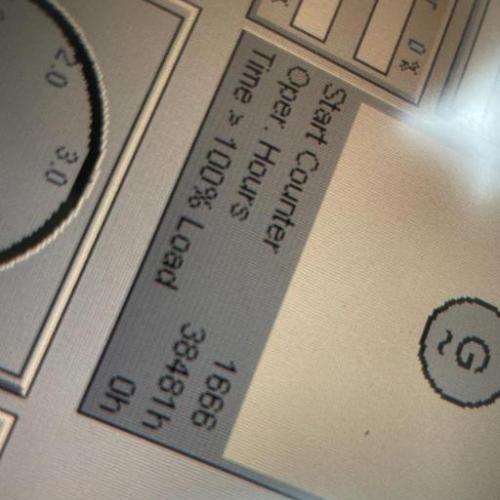 0 %
Start Counter 1666
Oper. Hours 38481h
Time > 100% Load 0h
2.0
3.0
G
~